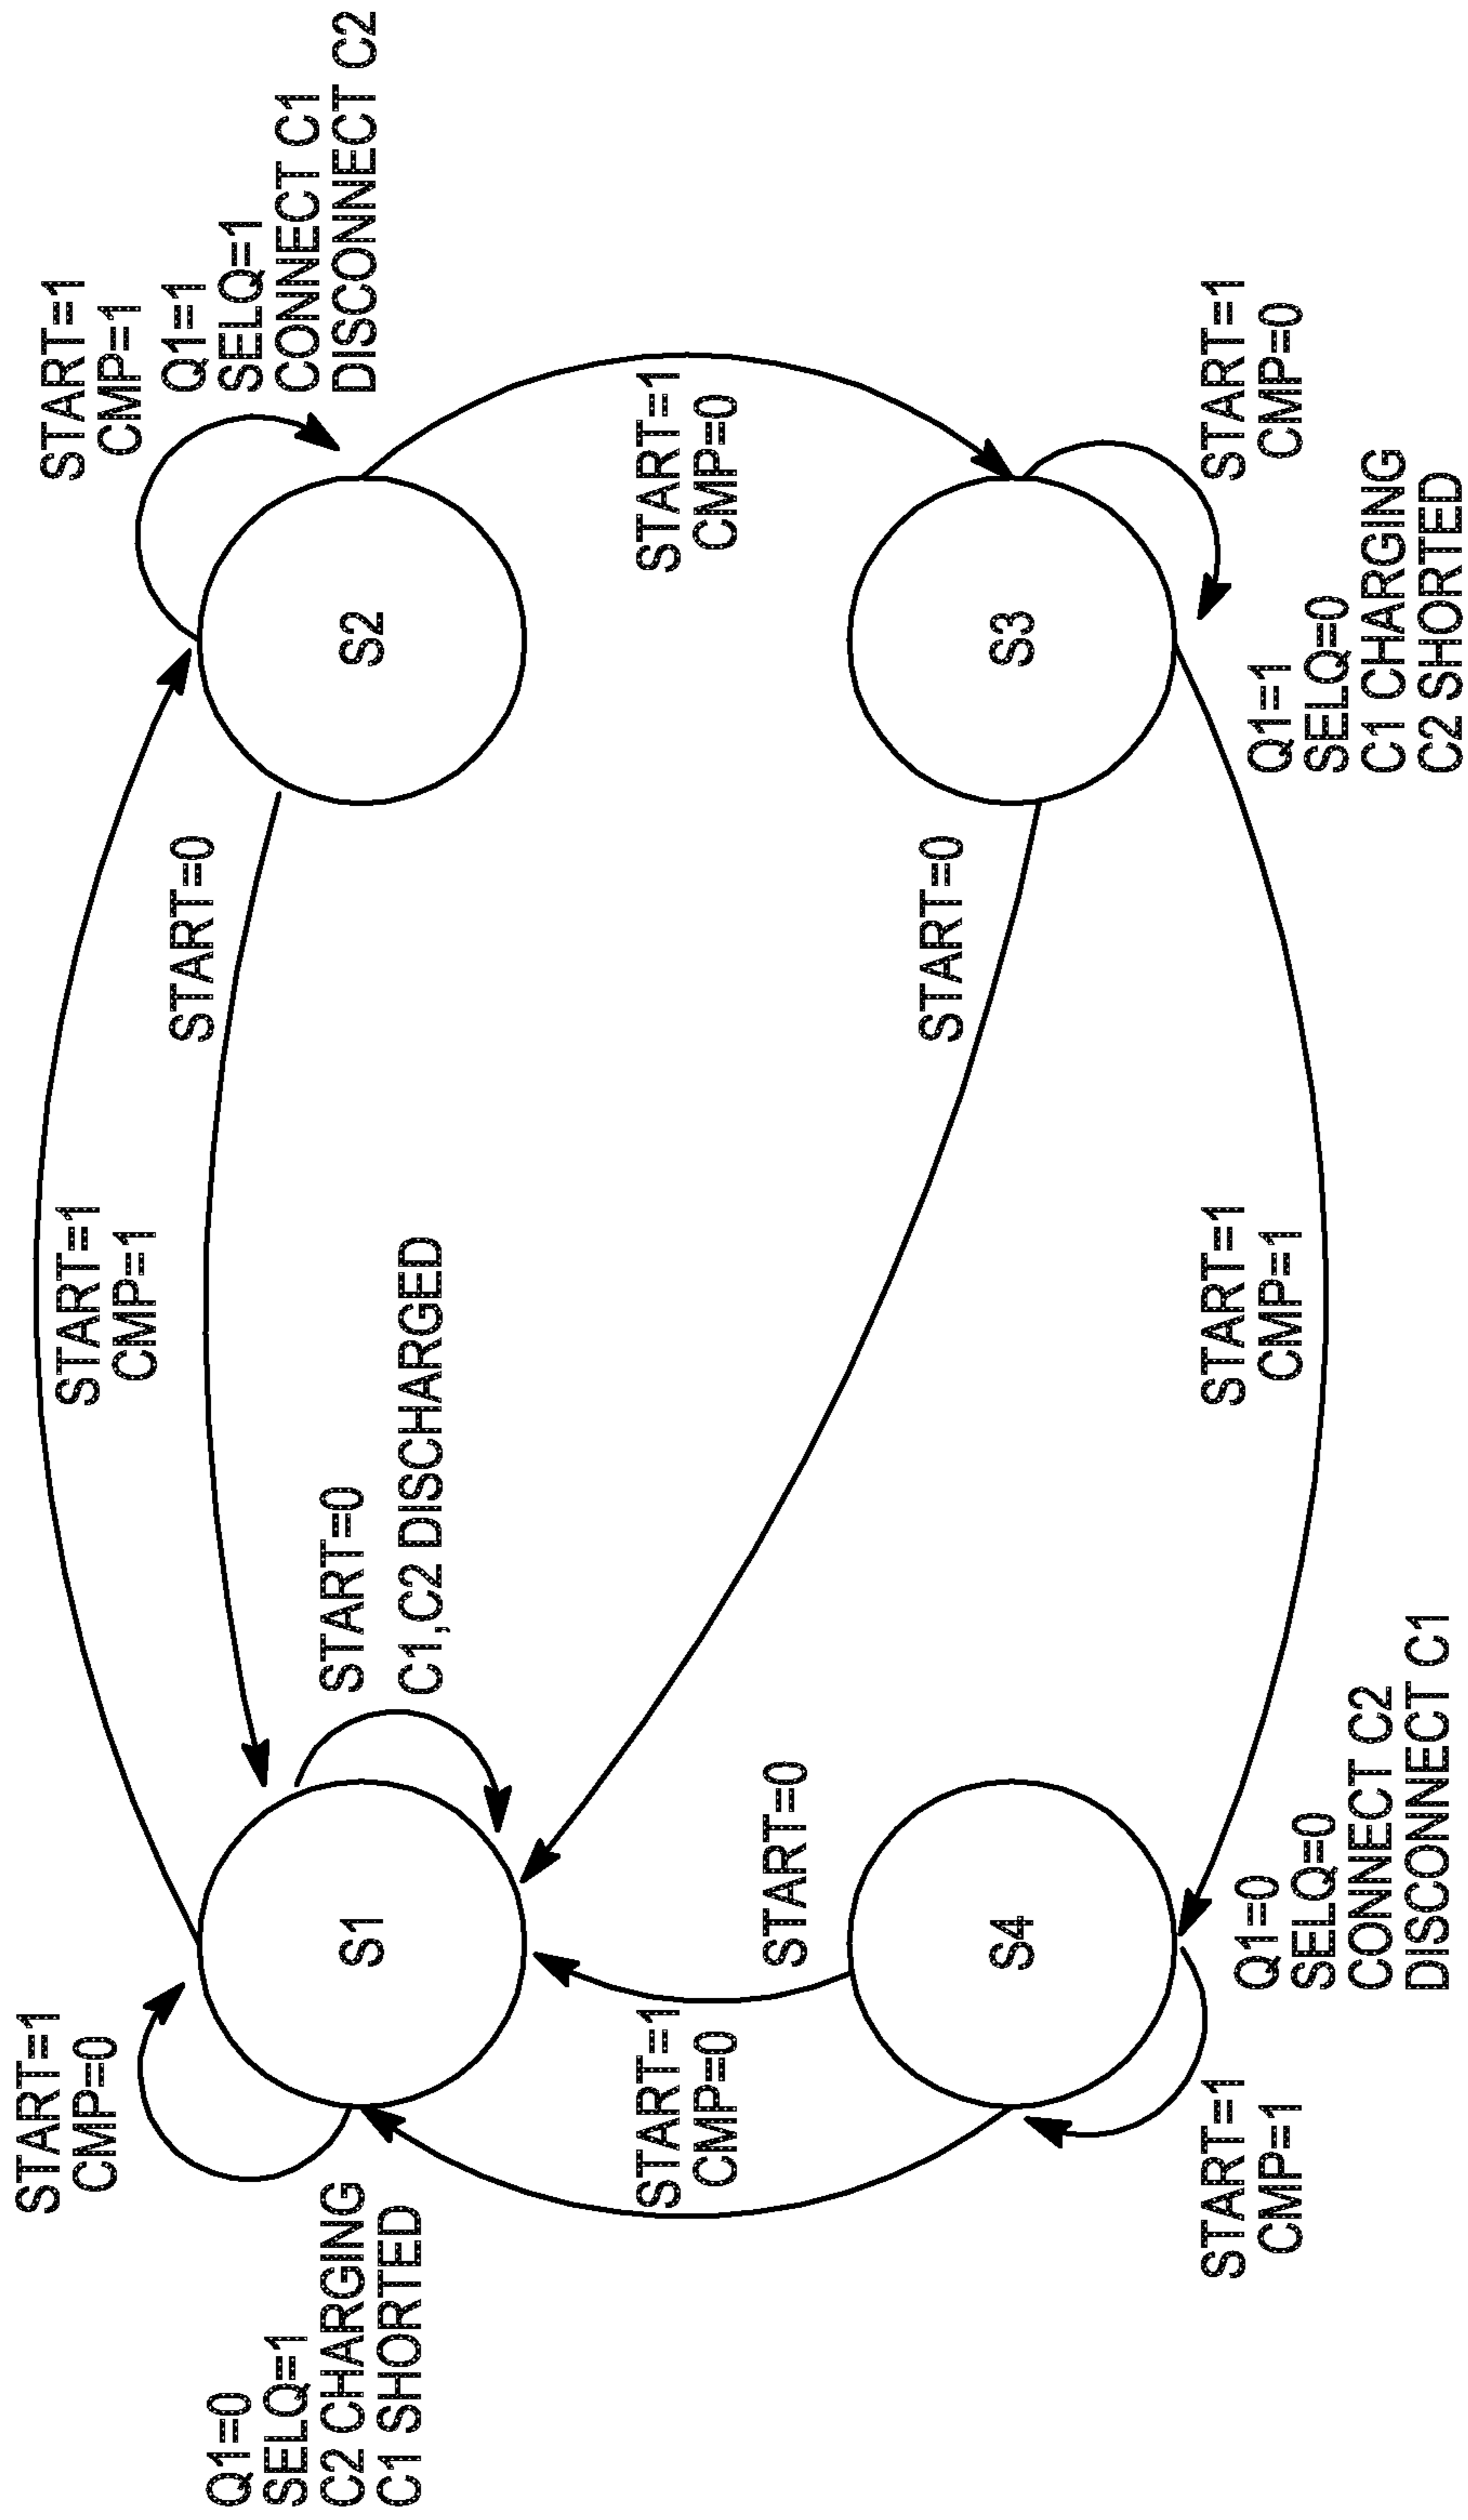 START=1
CMP=0
Q1=0
SELQ=1
C2 CHARGING
C1 SHORTED
S1
START=0
C1,C2 DISCHARGED
START=1
CMP=1
START=0
S2
START=1
CMP=1
Q1=1
SELQ=1
CONNECT C1
DISCONNECT C2
START=1
CMP=0
START=0
START=0
START=1
CMP=0
S4
START=1
CMP=1
Q1=0
SELQ=0
CONNECT C2
DISCONNECT C1
START=1
CMP=1
S3
Q1=1
SELQ=0
C1 CHARGING
C2 SHORTED
START=1
CMP=0